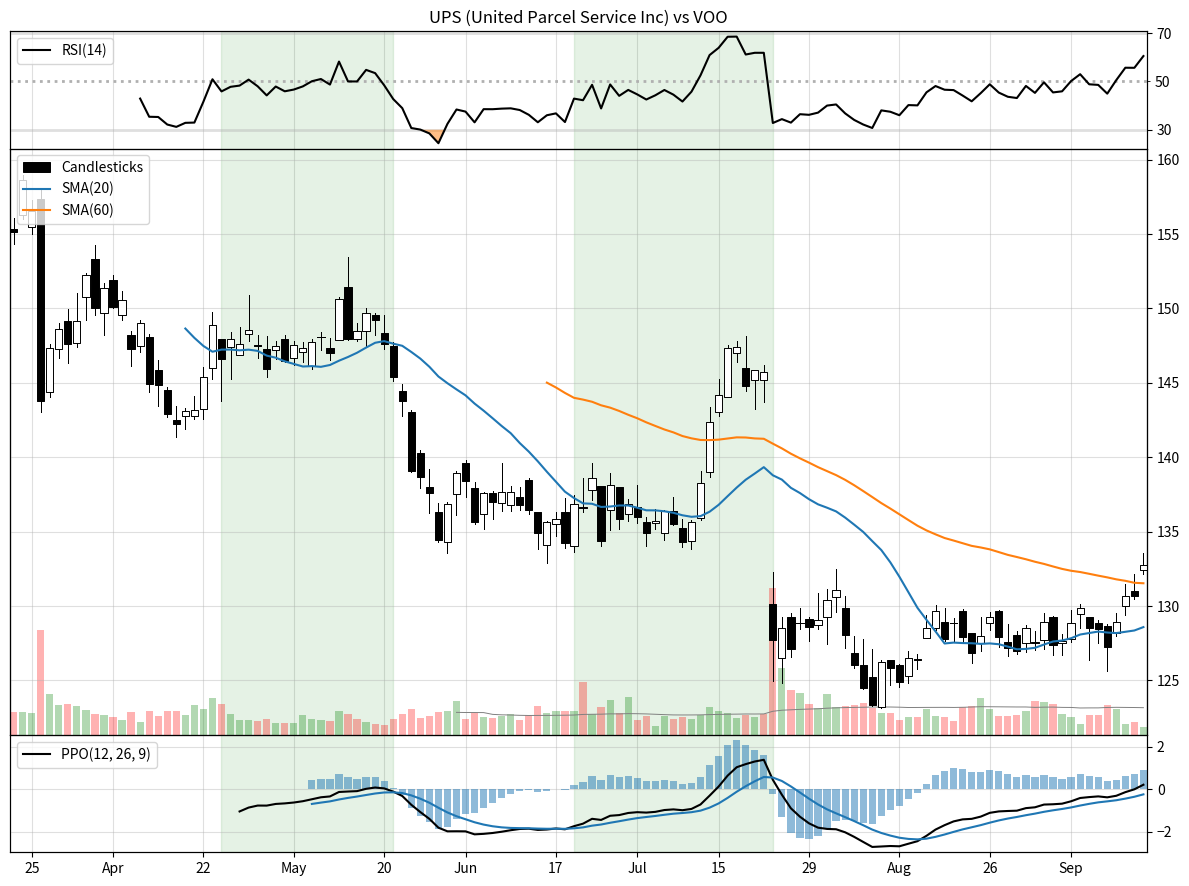 UPS (United Parcel Service Inc) vs VOO
RSI(14)
70
50
30
Candlesticks
SMA(20)
SMA(60)
160
155
150
145
140
135
130
125
PPO(12, 26, 9)
2
0
−2
25 Apr 22 May 20 Jun 17 Jul 15 29 Aug 26 Sep